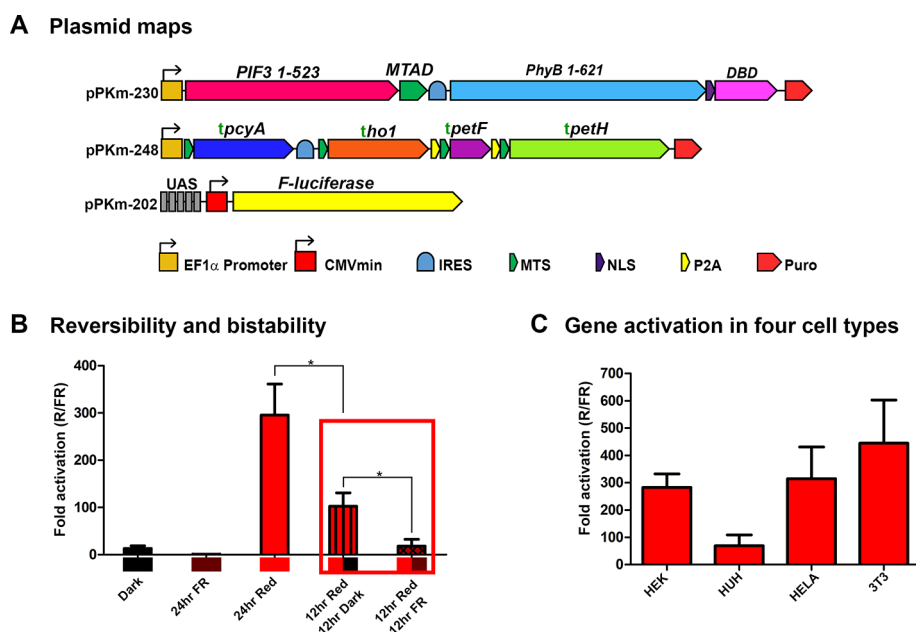 A Plasmid maps
PIF3 1-523 MTAD PhyB 1-621 DBD
pPKm-230
tpcyA tho1 tpetF tpetH
pPKm-248
UAS F-luciferase
pPKm-202
EF1α Promoter CMVmin IRES MTS NLS P2A Puro
B Reversibility and bistability
Fold activation (R/FR)
400
300
200
100
0
*
*
Dark
24hr FR
24hr Red
12hr Red
12hr Dark
12hr Red
12hr FR
C Gene activation in four cell types
Fold activation (R/FR)
700
600
500
400
300
200
100
0
HEK
HUH
HELA
3T3